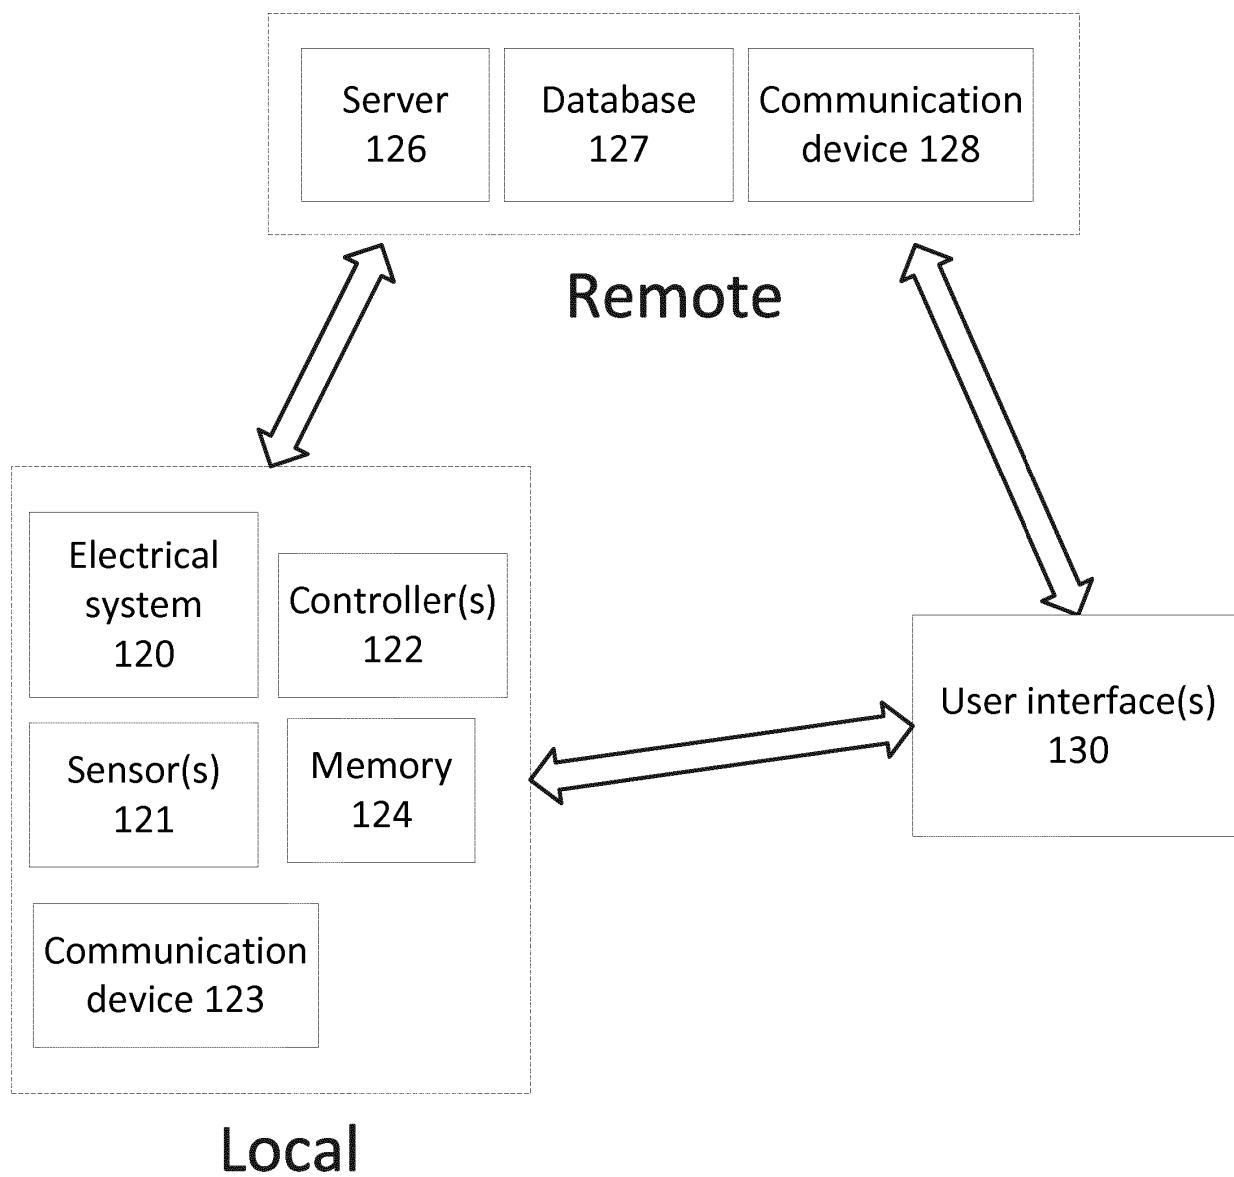 Server
126
Database
127
Communication
device 128
Remote
Electrical
system
120
Controller(s)
122
Sensor(s)
121
Memory
124
Communication
device 123
Local
User interface(s)
130